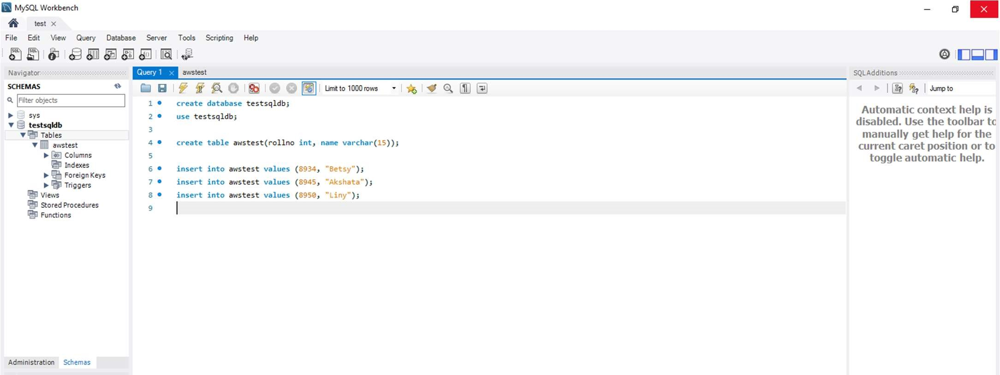 MySQL Workbench
test
File Edit View Query Database Server Tools Scripting Help
SQL SQL
Navigator
SCHEMAS
Filter objects
sys
testsqldb
Tables
awstest
Columns
Indexes
Foreign Keys
Triggers
Views
Stored Procedures
Functions
Administration Schemas
Query 1 awstest
Limit to 1000 rows
1 create database testsqldb;
2 use testsqldb;
3
4 create table awstest(rollno int, name varchar(15));
5
6 insert into awstest values (8934, "Betsy");
7 insert into awstest values (8945, "Akshata");
8 insert into awstest values (8950, "Liny");
9
SQLAdditions
Jump to
Automatic context help is
disabled. Use the toolbar to
manually get help for the
current caret position or to
toggle automatic help.